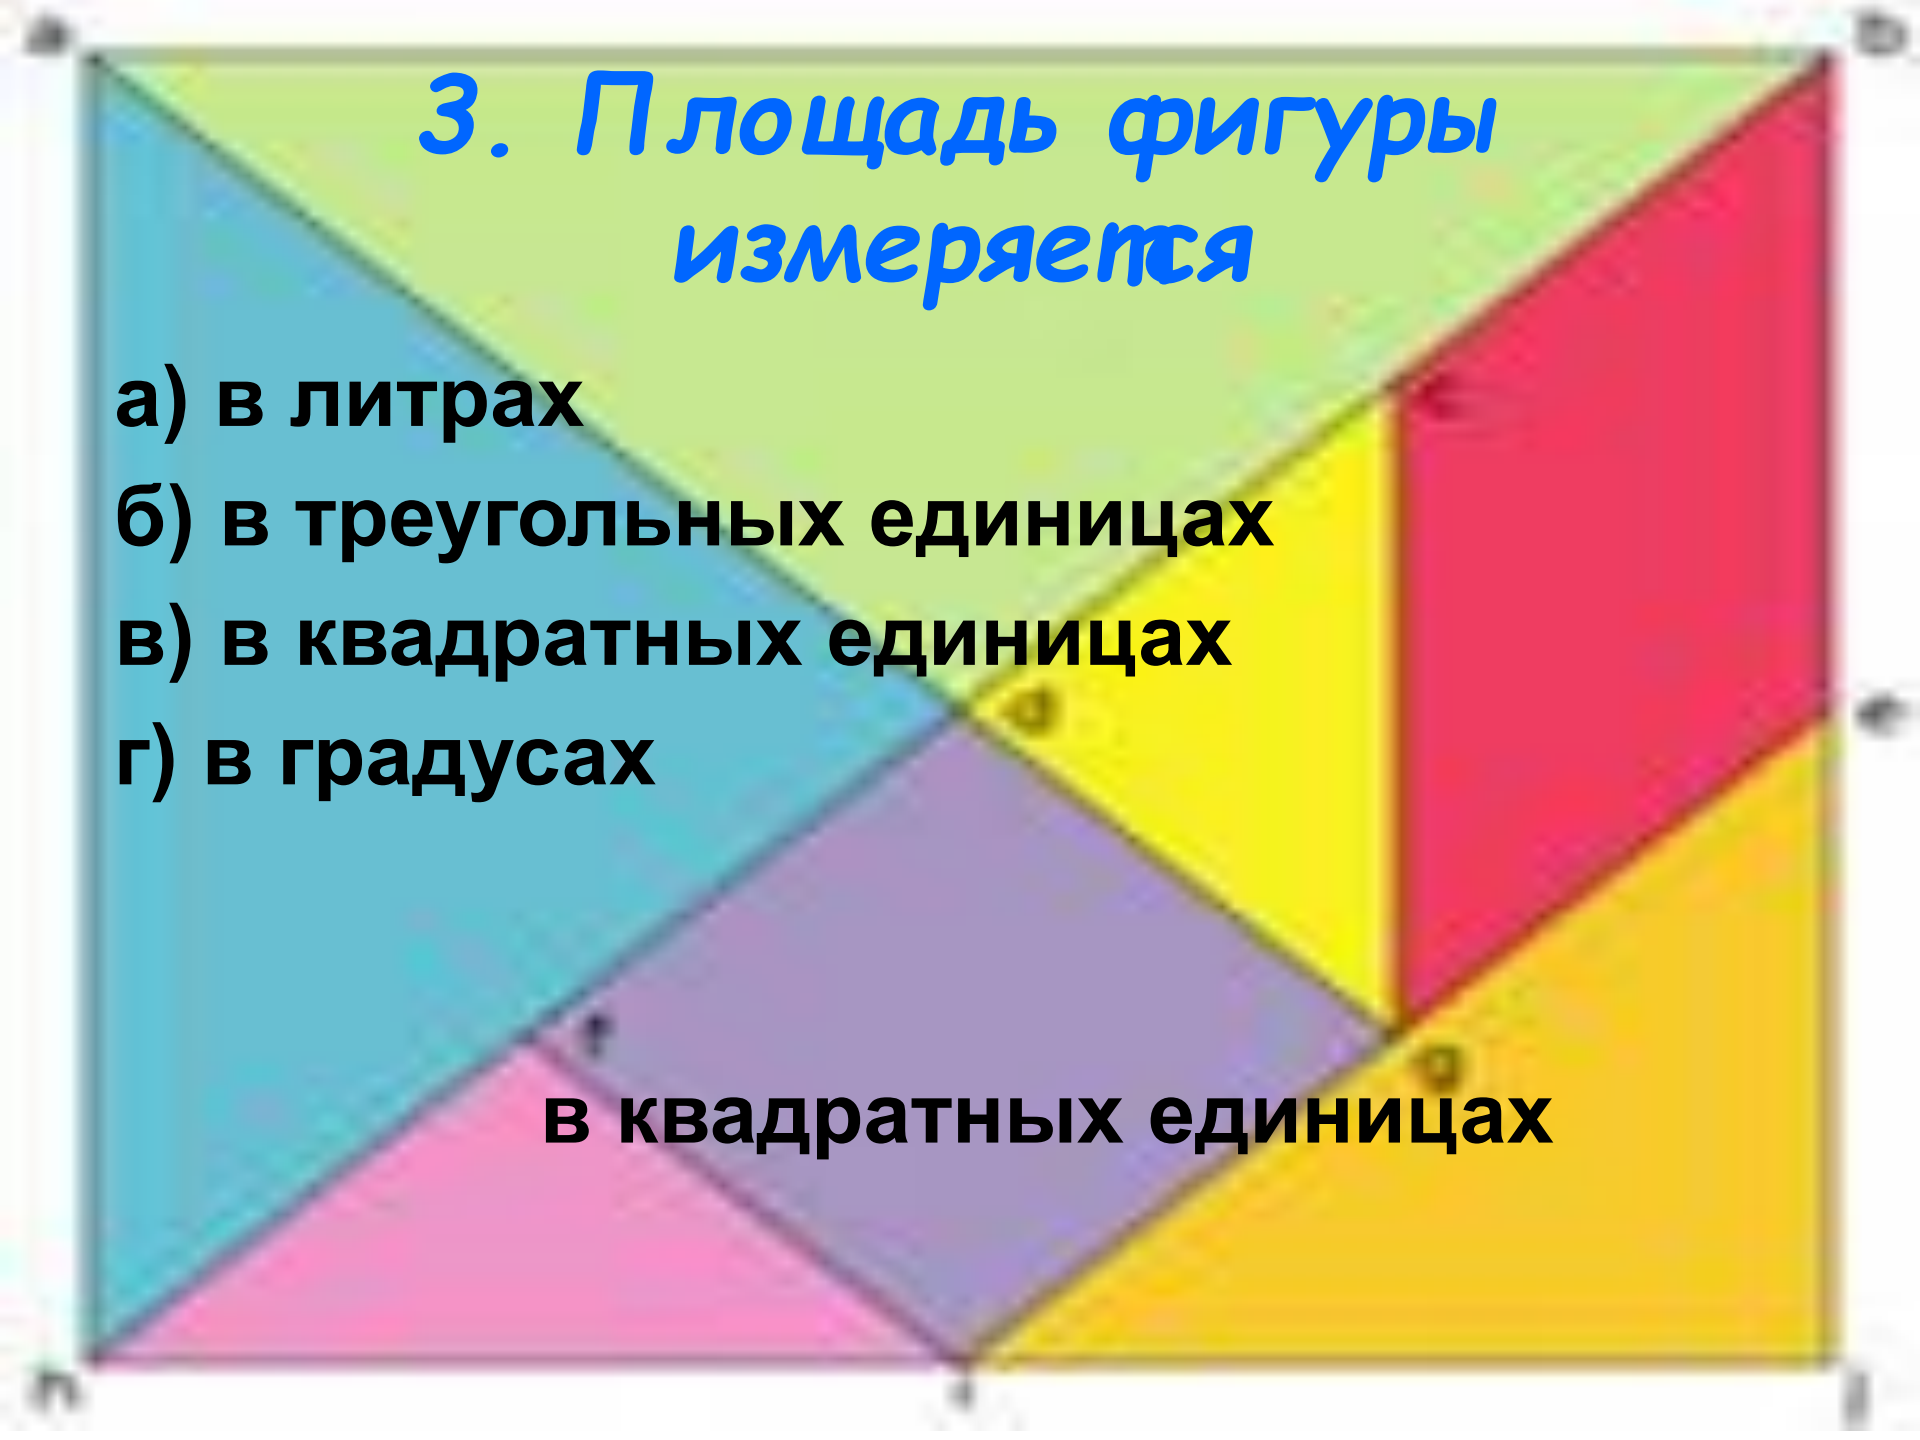 3. Площадь фигуры
измеряется
а) в литрах
б) в треугольных единицах
в) в квадратных единицах
г) в градусах
в квадратных единицах